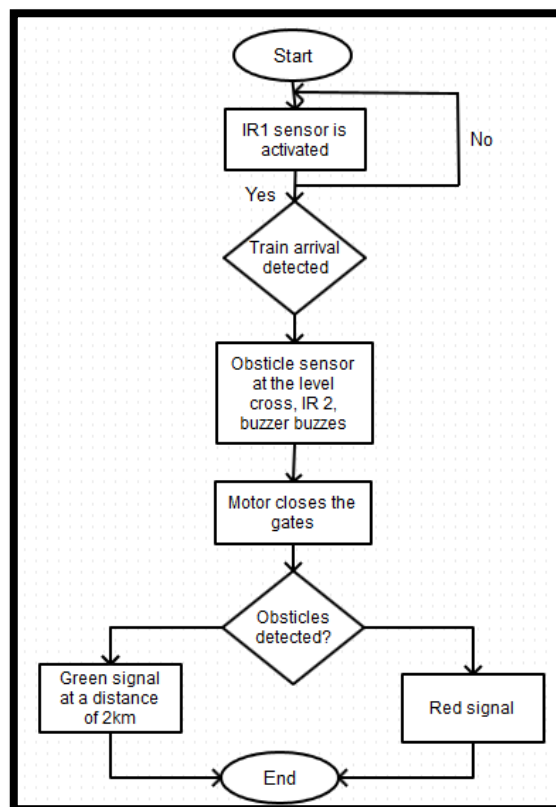 Start
IR1 sensor is
activated
No
Yes
Train arrival
detected
Obsticle sensor
at the level
cross, IR 2,
buzzer buzzes
Motor closes the
gates
Obsticles
detected?
Green signal
at a distance
of 2km
Red signal
End